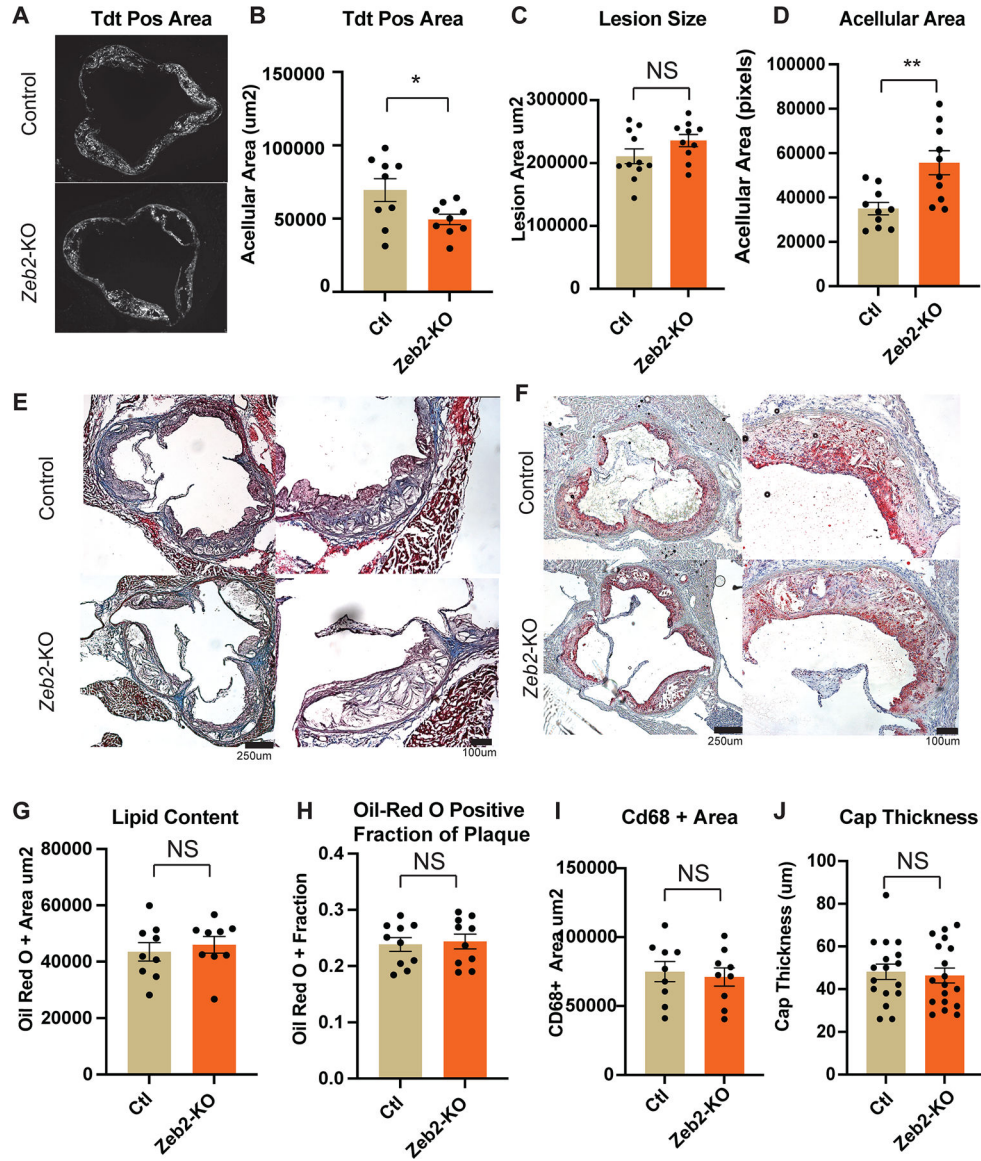 A
Tdt Pos Area
Control
Zeb2-KO
B
Tdt Pos Area
Acellular Area (um2)
150000
100000
50000
0
*
Ctl
Zeb2-KO
C
Lesion Size
Lesion Area um2
300000
200000
100000
0
NS
Ctl
Zeb2-KO
D
Acellular Area
Acellular Area (pixels)
100000
80000
60000
40000
20000
0
**
Ctl
Zeb2-KO
E
Control
Zeb2-KO
250um
100um
F
Control
Zeb2-KO
250um
100um
G
Lipid Content
Oil Red O + Area um2
80000
60000
40000
20000
0
NS
Ctl
Zeb2-KO
H
Oil-Red O Positive
Fraction of Plaque
Oil Red O + Fraction
0.4
0.3
0.2
0.1
0.0
NS
Ctl
Zeb2-KO
I
Cd68 + Area
CD68+ Area um2
150000
100000
50000
0
NS
Ctl
Zeb2-KO
J
Cap Thickness
Cap Thickness (um)
100
80
60
40
20
0
NS
Ctl
Zeb2-KO